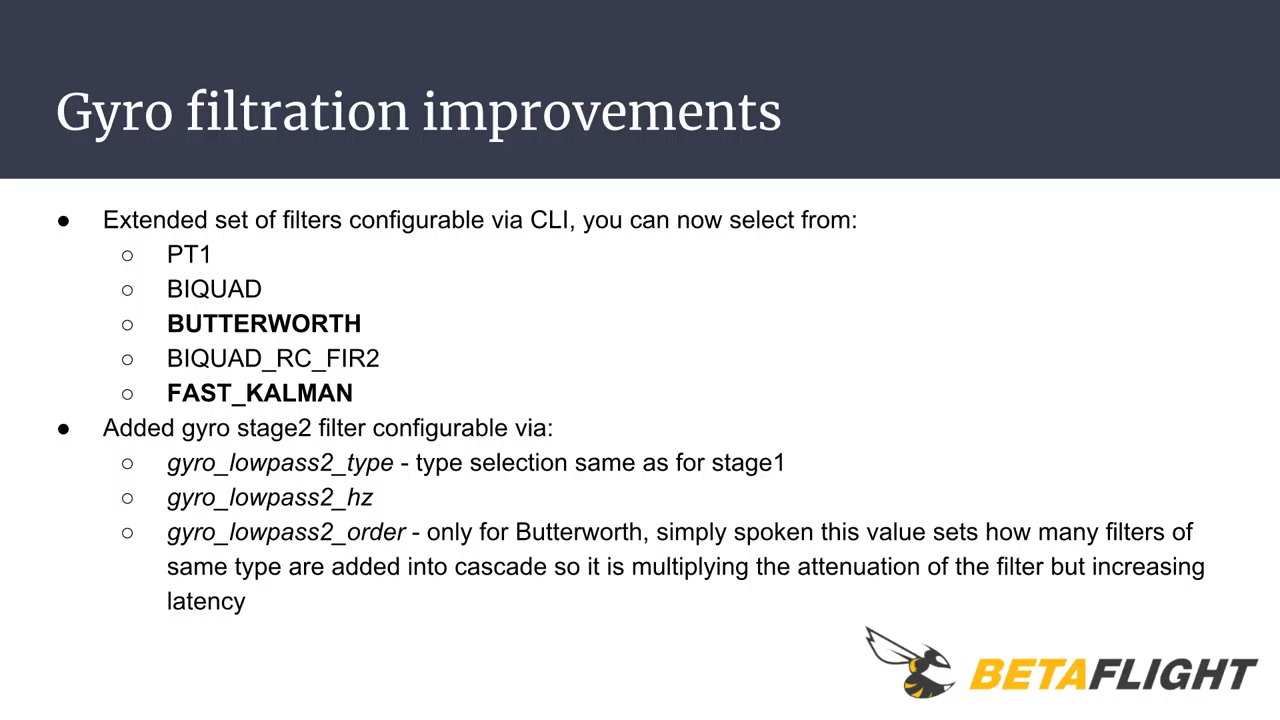 Gyro filtration improvements
● Extended set of filters configurable via CLI, you can now select from:
○ PT1
○ BIQUAD
○ BUTTERWORTH
○ BIQUAD_RC_FIR2
○ FAST_KALMAN
● Added gyro stage2 filter configurable via:
○ gyro_lowpass2_type - type selection same as for stage1
○ gyro_lowpass2_hz
○ gyro_lowpass2_order - only for Butterworth, simply spoken this value sets how many filters of
same type are added into cascade so it is multiplying the attenuation of the filter but increasing
latency
BETAFLIGHT